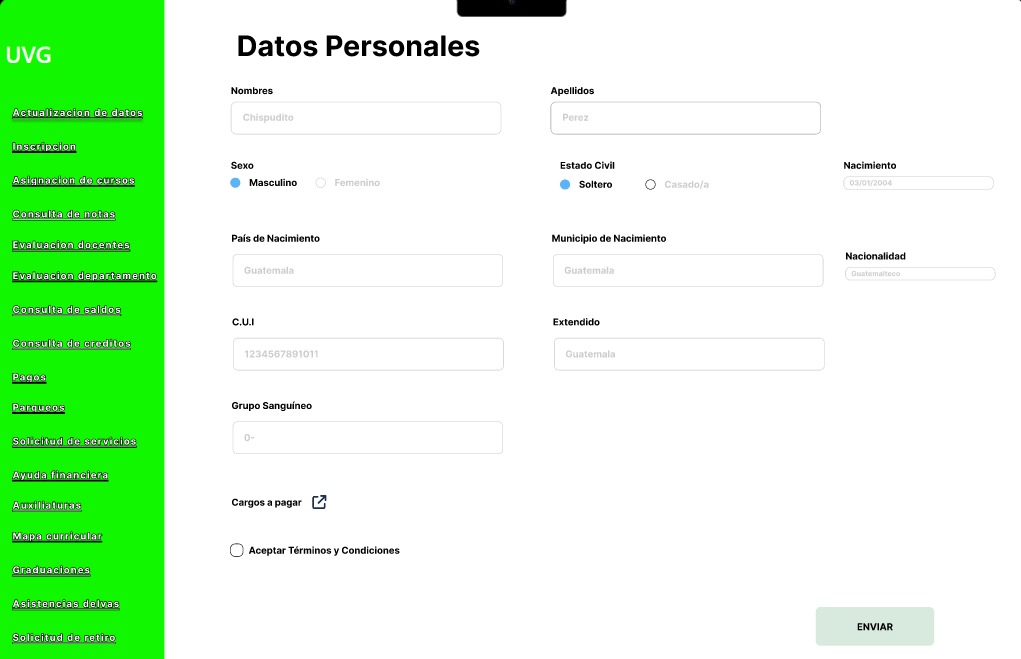 UVG
Actualizacion de datos
Inscripcion
Asignacion de cursos
Consulta de notas
Evaluacion docentes
Evaluacion departamento
Consulta de saldos
Consulta de creditos
Pagos
Parqueos
Solicitud de servicios
Ayuda financiera
Auxiliaturas
Mapa curricular
Graduaciones
Asistencias delvas
Solicitud de retiro
Datos Personales
Nombres
Chispudito
Apellidos
Perez
Sexo
Masculino
Femenino
Estado Civil
Soltero
Casado/a
Nacimiento
03/01/2004
País de Nacimiento
Guatemala
Municipio de Nacimiento
Guatemala
Nacionalidad
Guatemalteco
C.U.I
1234567891011
Extendido
Guatemala
Grupo Sanguíneo
0-
Cargos a pagar
Aceptar Términos y Condiciones
ENVIAR